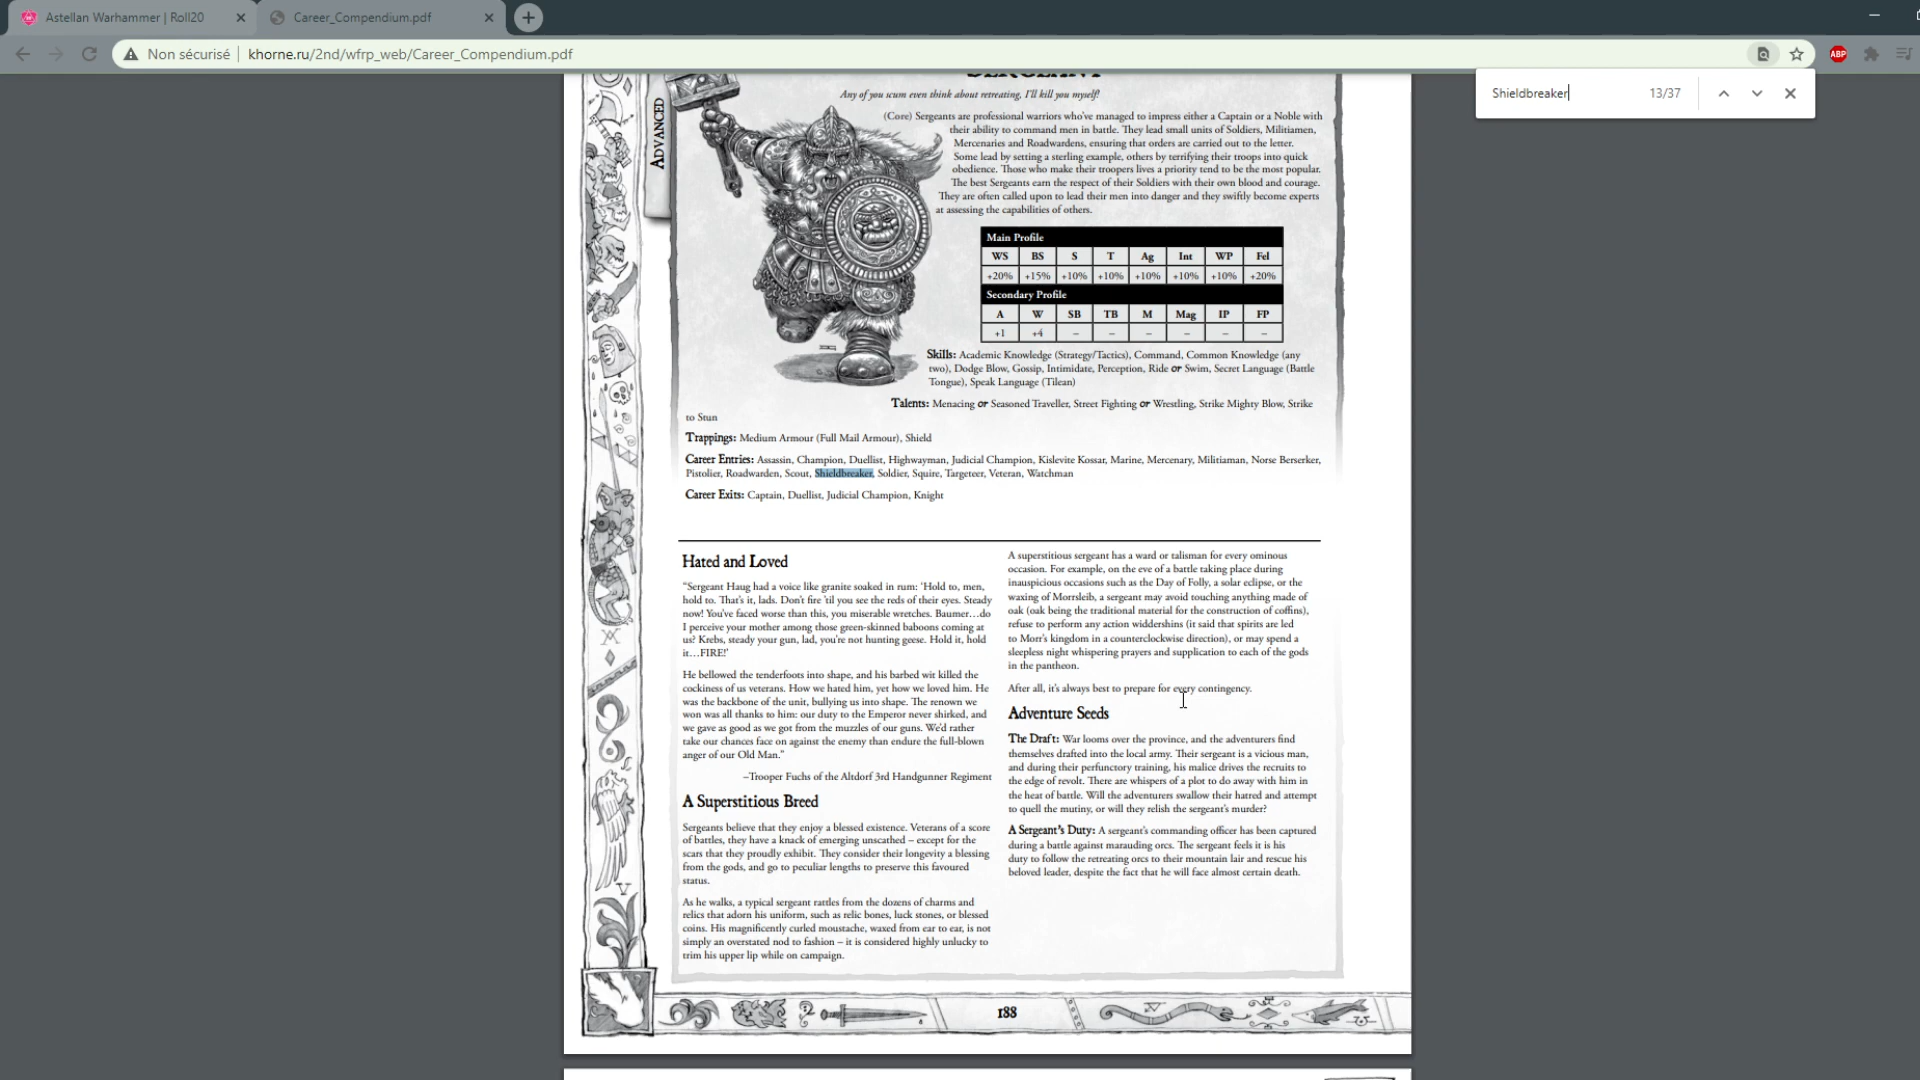 Astellan Warhammer | Roll20
Career_Compendium.pdf
Non sécurisé
khorne.ru/2nd/wfrp_web/Career_Compendium.pdf
ABP
Shieldbreaker
13/37
ADVANCED
SERGEANT
Any of you scum even think about retreating, I'll kill you myself!
(Core) Sergeants are professional warriors who've managed to impress either a Captain or a Noble with
their ability to command men in battle. They lead small units of Soldiers, Militiamen,
Mercenaries and Roadwardens, ensuring that orders are carried out to the letter.
Some lead by setting a sterling example, others by terrifying their troops into quick
obedience. Those who make their troopers lives a priority tend to be the most popular.
The best Sergeants earn the respect of their Soldiers with their own blood and courage.
They are often called upon to lead their men into danger and they swiftly become experts
at assessing the capabilities of others.
Main Profile
WS BS S T Ag Int WP Fel
+20% +15% +10% +10% +10% +10% +10% +20%
Secondary Profile
A W SB TB M Mag IP FP
+1 +4 – – – – – –
Skills: Academic Knowledge (Strategy/Tactics), Command, Common Knowledge (any
two), Dodge Blow, Gossip, Intimidate, Perception, Ride or Swim, Secret Language (Battle
Tongue), Speak Language (Tilean)
Talents: Menacing or Seasoned Traveller, Street Fighting or Wrestling, Strike Mighty Blow, Strike
to Stun
Trappings: Medium Armour (Full Mail Armour), Shield
Career Entries: Assassin, Champion, Duellist, Highwayman, Judicial Champion, Kislevite Kossar, Marine, Mercenary, Militiaman, Norse Berserker,
Pistolier, Roadwarden, Scout, Shieldbreaker, Soldier, Squire, Targeteer, Veteran, Watchman
Career Exits: Captain, Duellist, Judicial Champion, Knight
Hated and Loved
"Sergeant Haug had a voice like granite soaked in rum: 'Hold to, men,
hold to. That's it, lads. Don't fire 'til you see the reds of their eyes. Steady
now! You've faced worse than this, you miserable wretches. Baumer…do
I perceive your mother among those green-skinned baboons coming at
us? Krebs, steady your gun, lad, you're not hunting geese. Hold it, hold
it…FIRE!'
He bellowed the tenderfoots into shape, and his barbed wit killed the
cockiness of us veterans. How we hated him, yet how we loved him. He
was the backbone of the unit, bullying us into shape. The renown we
won was all thanks to him: our duty to the Emperor never shirked, and
we gave as good as we got from the muzzles of our guns. We'd rather
take our chances face on against the enemy than endure the full-blown
anger of our Old Man."
–Trooper Fuchs of the Altdorf 3rd Handgunner Regiment
A Superstitious Breed
Sergeants believe that they enjoy a blessed existence. Veterans of a score
of battles, they have a knack of emerging unscathed – except for the
scars that they proudly exhibit. They consider their longevity a blessing
from the gods, and go to peculiar lengths to preserve this favoured
status.
As he walks, a typical sergeant rattles from the dozens of charms and
relics that adorn his uniform, such as relic bones, luck stones, or blessed
coins. His magnificently curled moustache, waxed from ear to ear, is not
simply an overstated nod to fashion – it is considered highly unlucky to
trim his upper lip while on campaign.
A superstitious sergeant has a ward or talisman for every ominous
occasion. For example, on the eve of a battle taking place during
inauspicious occasions such as the Day of Folly, a solar eclipse, or the
waxing of Morrsleib, a sergeant may avoid touching anything made of
oak (oak being the traditional material for the construction of coffins),
refuse to perform any action widdershins (it said that spirits are led
to Morr's kingdom in a counterclockwise direction), or may spend a
sleepless night whispering prayers and supplication to each of the gods
in the pantheon.
After all, it's always best to prepare for every contingency.
Adventure Seeds
The Draft: War looms over the province, and the adventurers find
themselves drafted into the local army. Their sergeant is a vicious man,
and during their perfunctory training, his malice drives the recruits to
the edge of revolt. There are whispers of a plot to do away with him in
the heat of battle. Will the adventurers swallow their hatred and attempt
to quell the mutiny, or will they relish the sergeant's murder?
A Sergeant's Duty: A sergeant's commanding officer has been captured
during a battle against marauding orcs. The sergeant feels it is his
duty to follow the retreating orcs to their mountain lair and rescue his
beloved leader, despite the fact that he will face almost certain death.
188